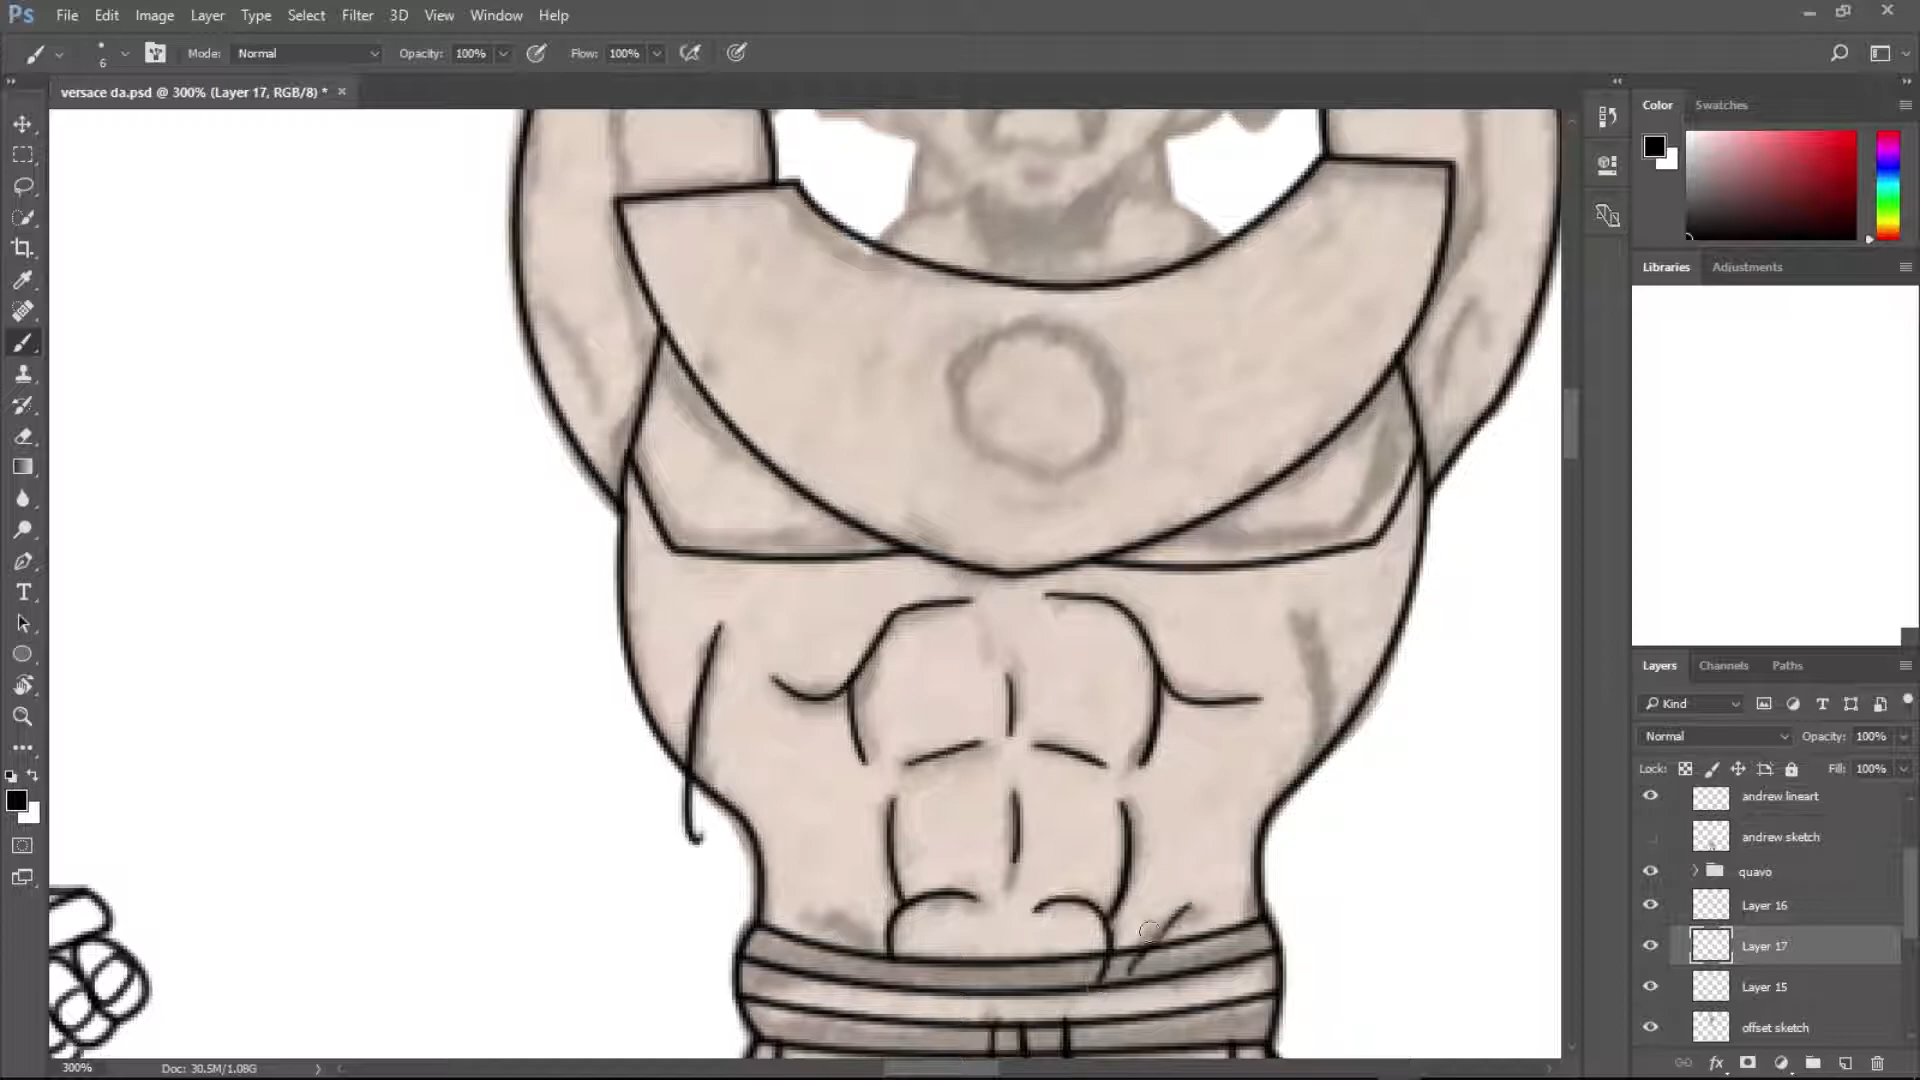 Ps File Edit Image Layer Type Select Filter 3D View Window Help
6 Mode: Normal Opacity: 100% Flow: 100%
versace da.psd @ 300% (Layer 17, RGB/8) * ×
Color Swatches
Libraries Adjustments
Layers Channels Paths
Kind
Normal Opacity: 100%
Lock: Fill: 100%
andrew lineart
andrew sketch
quavo
Layer 16
Layer 17
Layer 15
offset sketch
300% Doc: 30.5M/1.08G